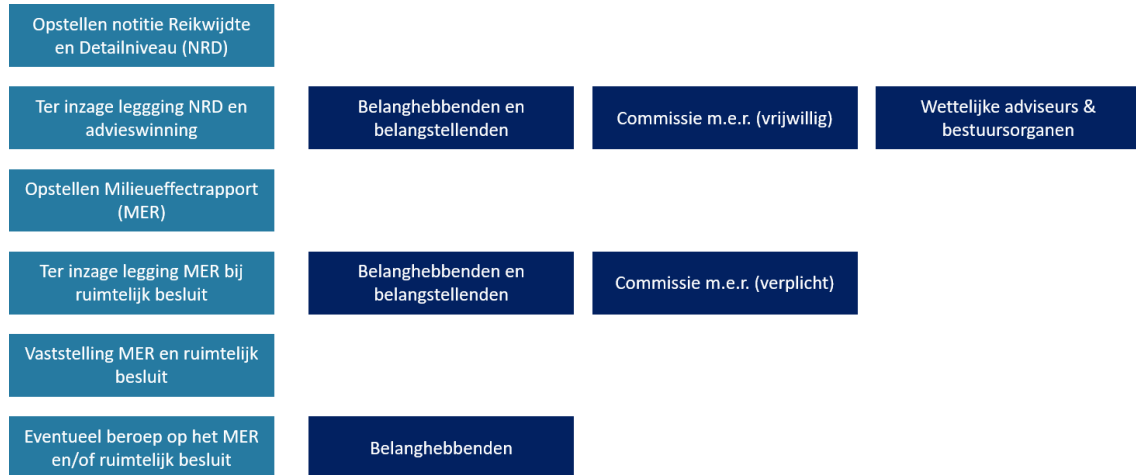 Opstellen notitie Reikwijdte
en Detailniveau (NRD)
Ter inzage leggging NRD en
advieswinning
Belanghebbenden en
belangstellenden
Commissie m.e.r. (vrijwillig)
Wettelijke adviseurs &
bestuursorganen
Opstellen Milieueffectrapport
(MER)
Ter inzage legging MER bij
ruimtelijk besluit
Belanghebbenden en
belangstellenden
Commissie m.e.r. (verplicht)
Vaststelling MER en ruimtelijk
besluit
Eventueel beroep op het MER
en/of ruimtelijk besluit
Belanghebbenden